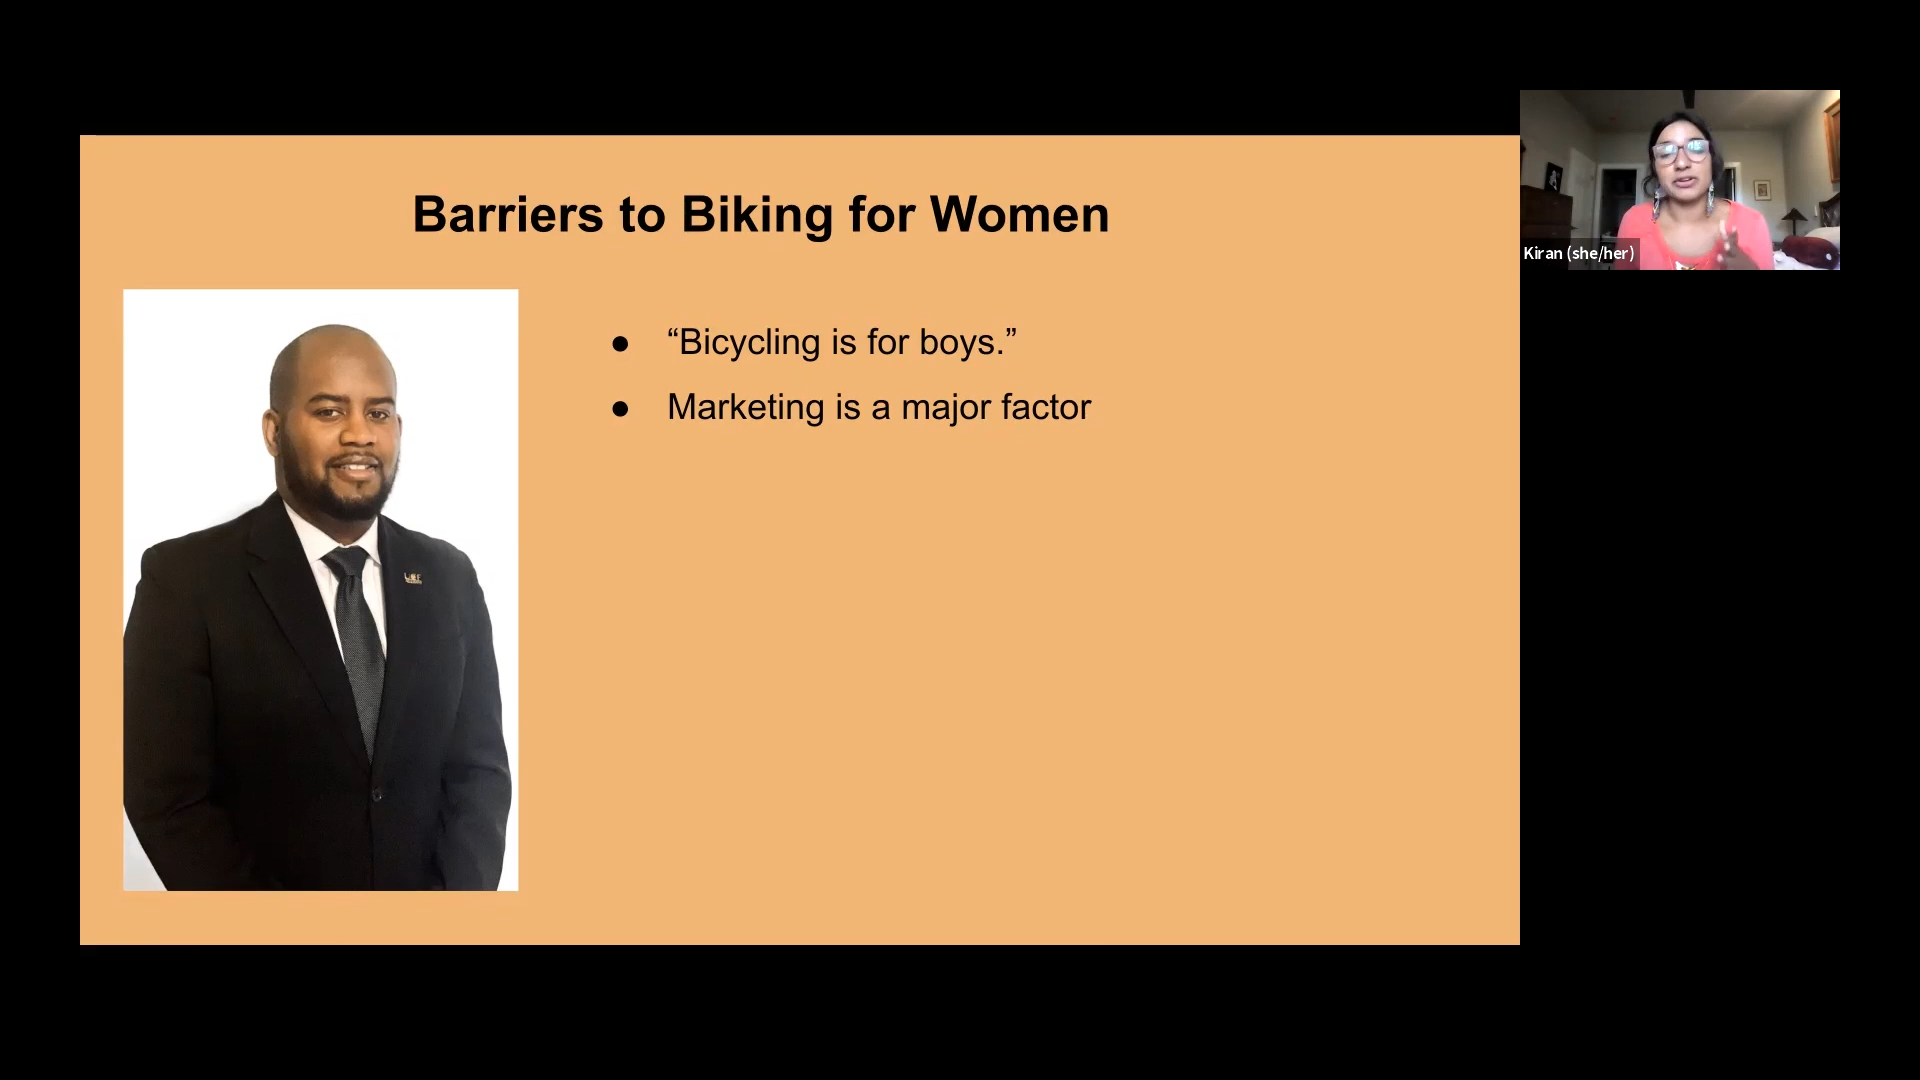 Barriers to Biking for Women
● “Bicycling is for boys.”
● Marketing is a major factor
Kiran (she/her)